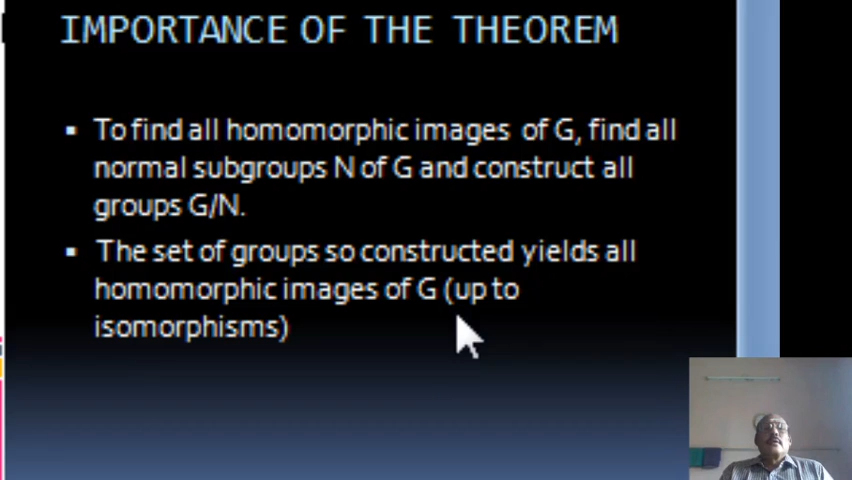 IMPORTANCE OF THE THEOREM
To find all homomorphic images of G, find all
normal subgroups N of G and construct all
groups G/N.
The set of groups so constructed yields all
homomorphic images of G (up to
isomorphisms)